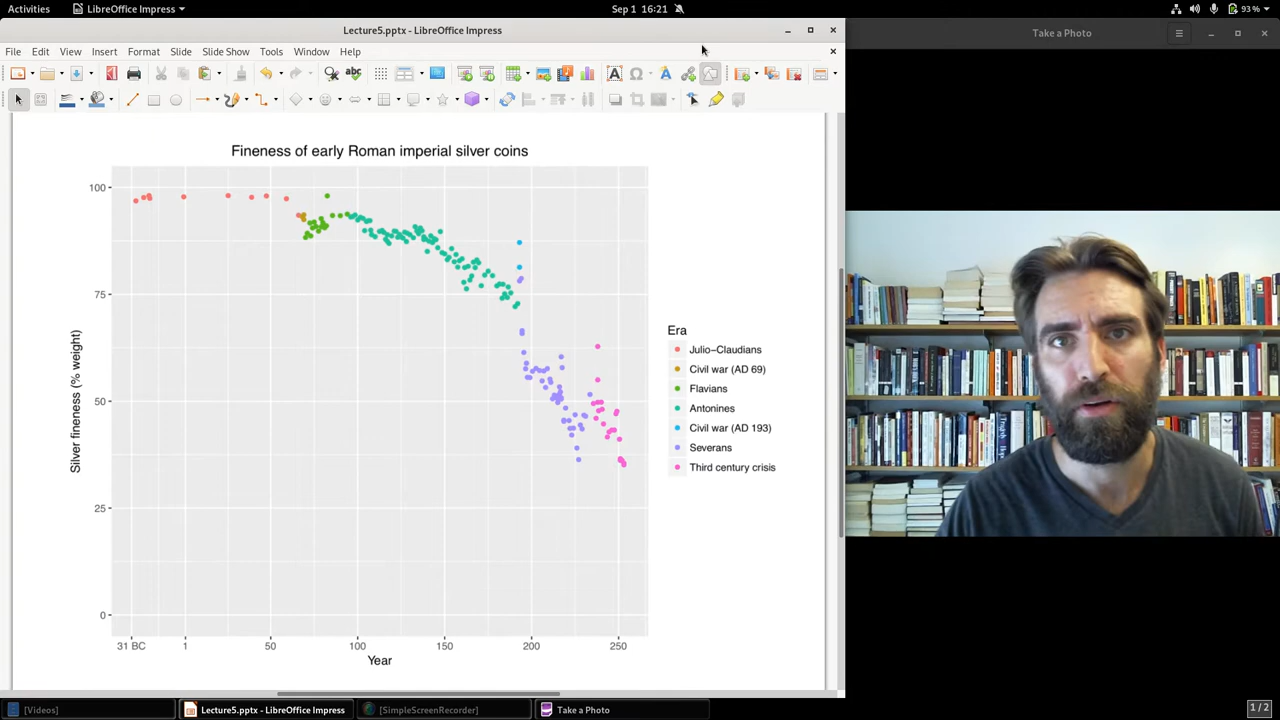 Activities
LibreOffice Impress
Sep 1 16:21
93 %
Lecture5.pptx - LibreOffice Impress
Take a Photo
File Edit View Insert Format Slide Slide Show Tools Window Help
abc
Fineness of early Roman imperial silver coins
100
75
50
25
0
Silver fineness (% weight)
31 BC 1 50 100 150 200 250
Year
Era
Julio-Claudians
Civil war (AD 69)
Flavians
Antonines
Civil war (AD 193)
Severans
Third century crisis
[Videos]
Lecture5.pptx - LibreOffice Impress
[SimpleScreenRecorder]
Take a Photo
1 / 2